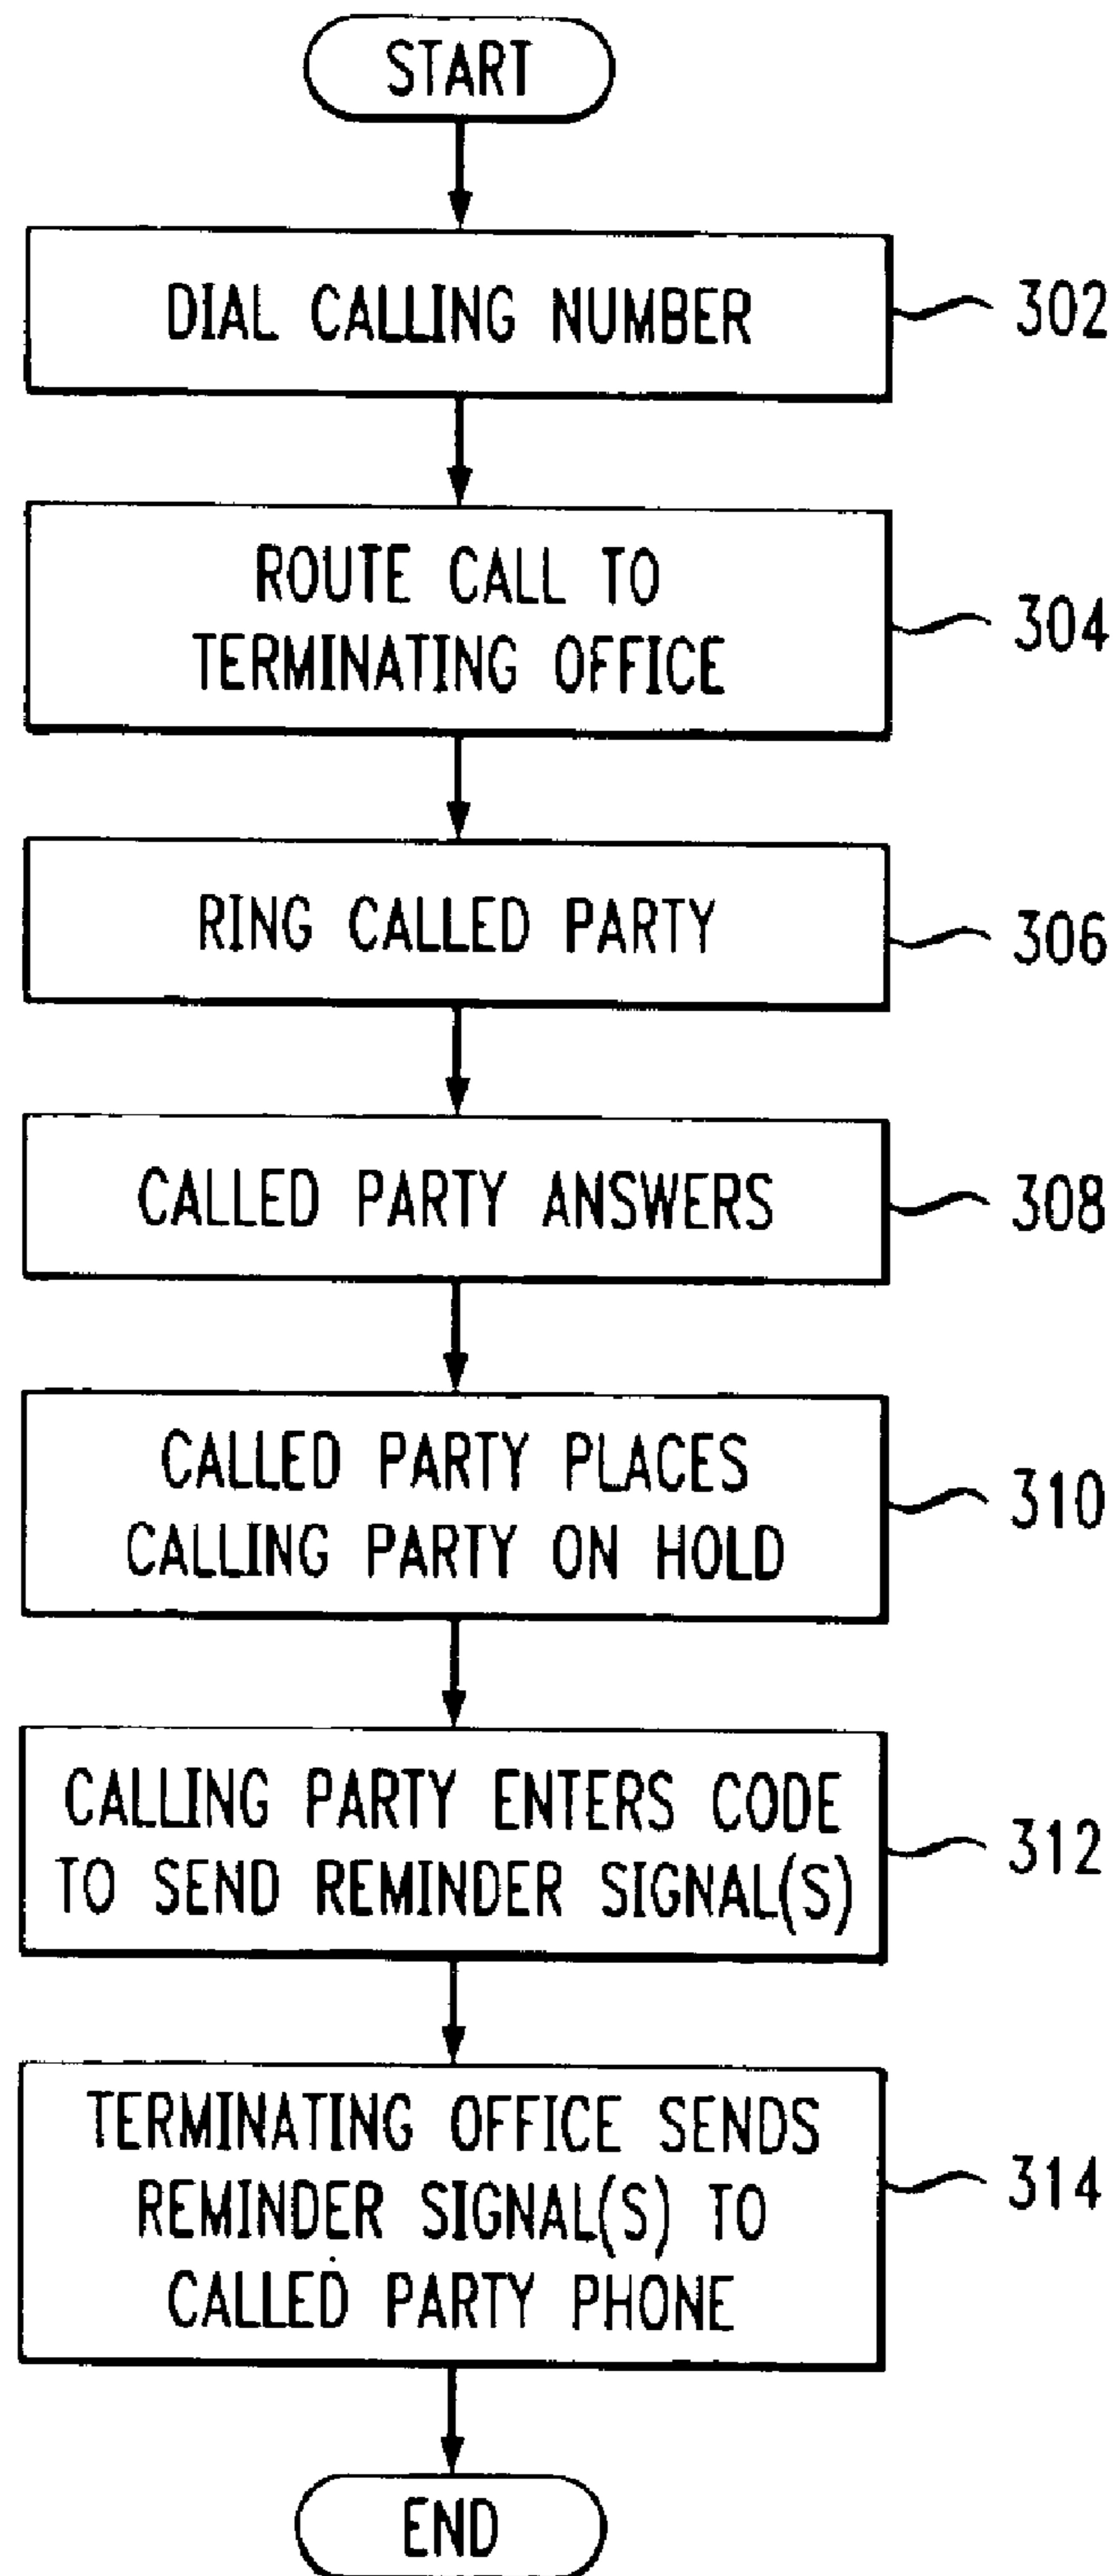 START
DIAL CALLING NUMBER
302
ROUTE CALL TO
TERMINATING OFFICE
304
RING CALLED PARTY
306
CALLED PARTY ANSWERS
308
CALLED PARTY PLACES
CALLING PARTY ON HOLD
310
CALLING PARTY ENTERS CODE
TO SEND REMINDER SIGNAL(S)
312
TERMINATING OFFICE SENDS
REMINDER SIGNAL(S) TO
CALLED PARTY PHONE
314
END